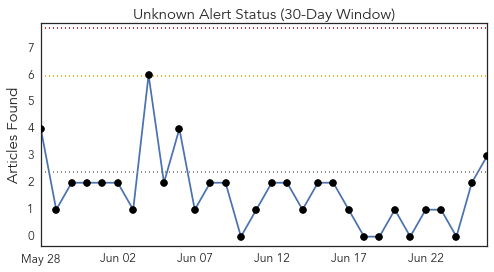 Unknown Alert Status (30-Day Window)
Articles Found
7
6
5
4
3
2
1
0
May 28
Jun 02
Jun 07
Jun 12
Jun 17
Jun 22